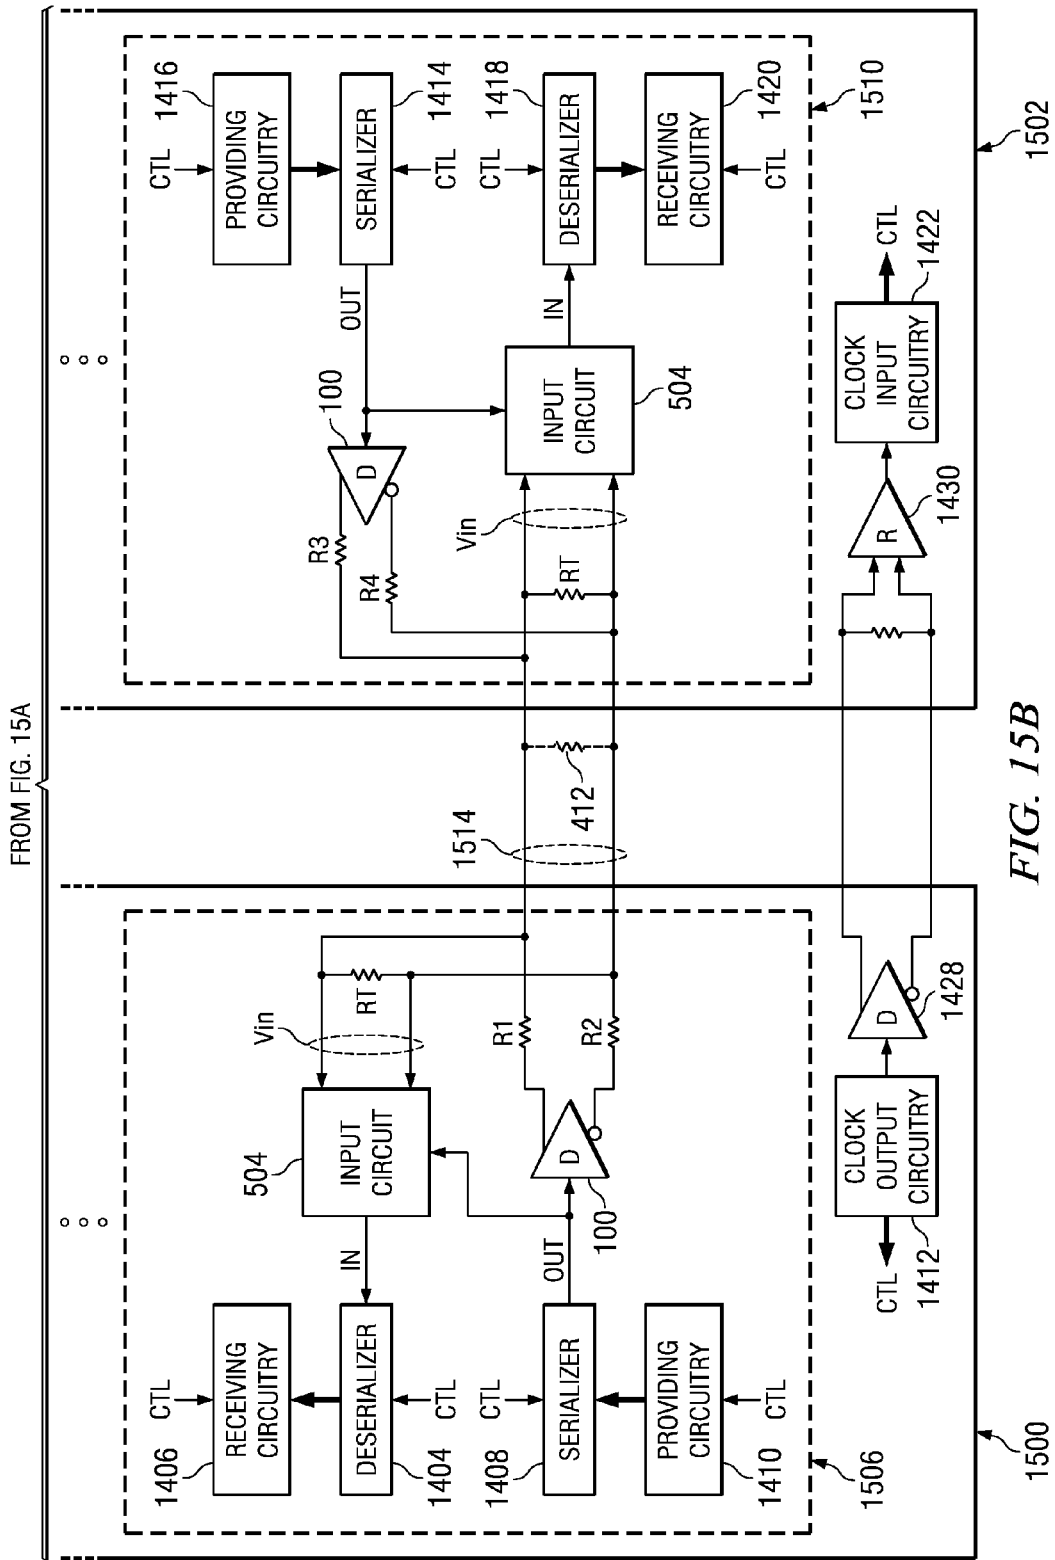 FROM FIG. 15A
1406
RECEIVING
CIRCUITRY
CTL
DESERIALIZER
1404
CTL
IN
504
INPUT
CIRCUIT
Vin
RT
CTL
1408
SERIALIZER
OUT
100
D
R1
R2
PROVIDING
CIRCUITRY
1410
CTL
1506
1500
CTL
CLOCK
OUTPUT
CIRCUITRY
1412
D
1428
1514
412
1416
PROVIDING
CIRCUITRY
CTL
SERIALIZER
1414
CTL
OUT
100
D
R3
R4
Vin
RT
INPUT
CIRCUIT
504
IN
CTL
1418
DESERIALIZER
RECEIVING
CIRCUITRY
1420
CTL
1510
1502
R
1430
CLOCK
INPUT
CIRCUITRY
1422
CTL
FIG. 15B